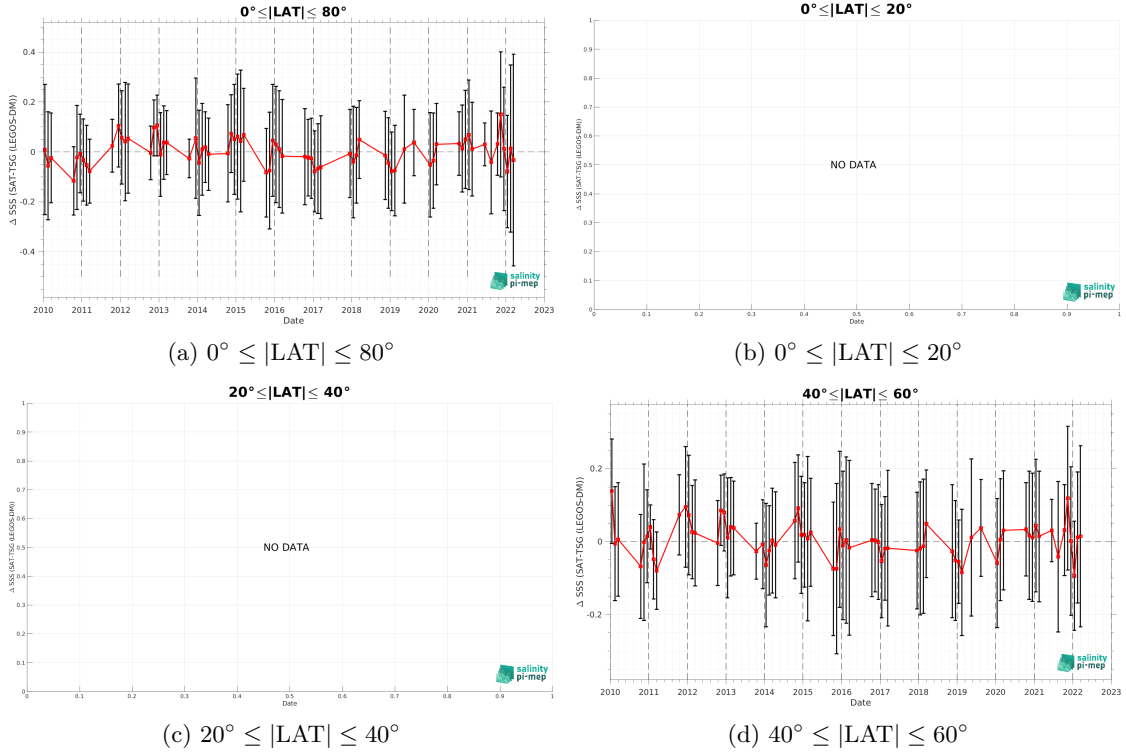 0°≤|LAT|≤ 80°
Δ SSS (SAT-TSG (LEGOS-DM))
0.4
0.2
0
-0.2
-0.4
2010 2011 2012 2013 2014 2015 2016 2017 2018 2019 2020 2021 2022 2023
Date
salinity
pi-mep
(a) 0° ≤ |LAT| ≤ 80°
0°≤|LAT|≤ 20°
Δ SSS (SAT-TSG (LEGOS-DM))
1
0.9
0.8
0.7
0.6
0.5
0.4
0.3
0.2
0.1
0
NO DATA
0 0.1 0.2 0.3 0.4 0.5 0.6 0.7 0.8 0.9 1
Date
salinity
pi-mep
(b) 0° ≤ |LAT| ≤ 20°
20°≤|LAT|≤ 40°
Δ SSS (SAT-TSG (LEGOS-DM))
1
0.9
0.8
0.7
0.6
0.5
0.4
0.3
0.2
0.1
0
NO DATA
0 0.1 0.2 0.3 0.4 0.5 0.6 0.7 0.8 0.9 1
Date
salinity
pi-mep
(c) 20° ≤ |LAT| ≤ 40°
40°≤|LAT|≤ 60°
Δ SSS (SAT-TSG (LEGOS-DM))
0.2
0
-0.2
2010 2011 2012 2013 2014 2015 2016 2017 2018 2019 2020 2021 2022 2023
Date
salinity
pi-mep
(d) 40° ≤ |LAT| ≤ 60°